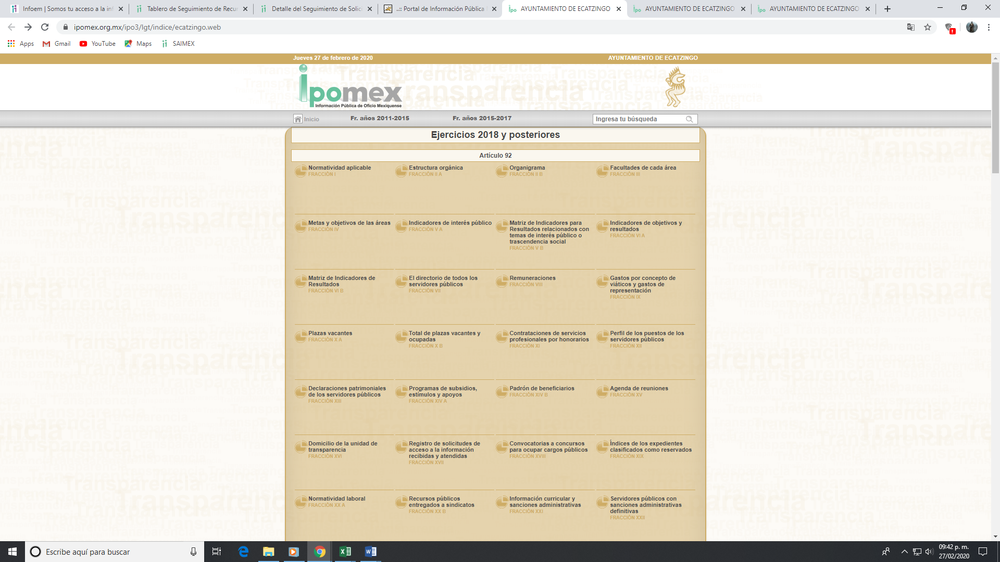 Infoem | Somos tu acceso a la inf
Tablero de Seguimiento de Recur
Detalle del Seguimiento de Solici
..:: Portal de Información Pública
AYUNTAMIENTO DE ECATZINGO
AYUNTAMIENTO DE ECATZINGO
AYUNTAMIENTO DE ECATZINGO
ipomex.org.mx/ipo3/lgt/indice/ecatzingo.web
Apps
Gmail
YouTube
Maps
SAIMEX
Jueves 27 de febrero de 2020
AYUNTAMIENTO DE ECATZINGO
ipomex
Información Pública de Oficio Mexiquense
Transparencia
Inicio
Fr. años 2011-2015
Fr. años 2015-2017
Ingresa tu búsqueda
Ejercicios 2018 y posteriores
Artículo 92
Normatividad aplicable
FRACCIÓN I
Estructura orgánica
FRACCIÓN II A
Organigrama
FRACCIÓN II B
Facultades de cada área
FRACCIÓN III
Metas y objetivos de las áreas
FRACCIÓN IV
Indicadores de interés público
FRACCIÓN V A
Matriz de Indicadores para
Resultados relacionados con
temas de interés público o
trascendencia social
FRACCIÓN V B
Indicadores de objetivos y
resultados
FRACCIÓN VI A
Matriz de Indicadores de
Resultados
FRACCIÓN VI B
El directorio de todos los
servidores públicos
FRACCIÓN VII
Remuneraciones
FRACCIÓN VIII
Gastos por concepto de
viáticos y gastos de
representación
FRACCIÓN IX
Plazas vacantes
FRACCIÓN X A
Total de plazas vacantes y
ocupadas
FRACCIÓN X B
Contrataciones de servicios
profesionales por honorarios
FRACCIÓN XI
Perfil de los puestos de los
servidores públicos
FRACCIÓN XII
Declaraciones patrimoniales
de los servidores públicos
FRACCIÓN XIII
Programas de subsidios,
estímulos y apoyos
FRACCIÓN XIV A
Padrón de beneficiarios
FRACCIÓN XIV B
Agenda de reuniones
FRACCIÓN XV
Domicilio de la unidad de
transparencia
FRACCIÓN XVI
Registro de solicitudes de
acceso a la información
recibidas y atendidas
FRACCIÓN XVII
Convocatorias a concursos
para ocupar cargos públicos
FRACCIÓN XVIII
Índices de los expedientes
clasificados como reservados
FRACCIÓN XIX
Normatividad laboral
FRACCIÓN XX A
Recursos públicos
entregados a sindicatos
FRACCIÓN XX B
Información curricular y
sanciones administrativas
FRACCIÓN XXI
Servidores públicos con
sanciones administrativas
definitivas
FRACCIÓN XXII
Escribe aquí para buscar
09:42 p. m.
27/02/2020